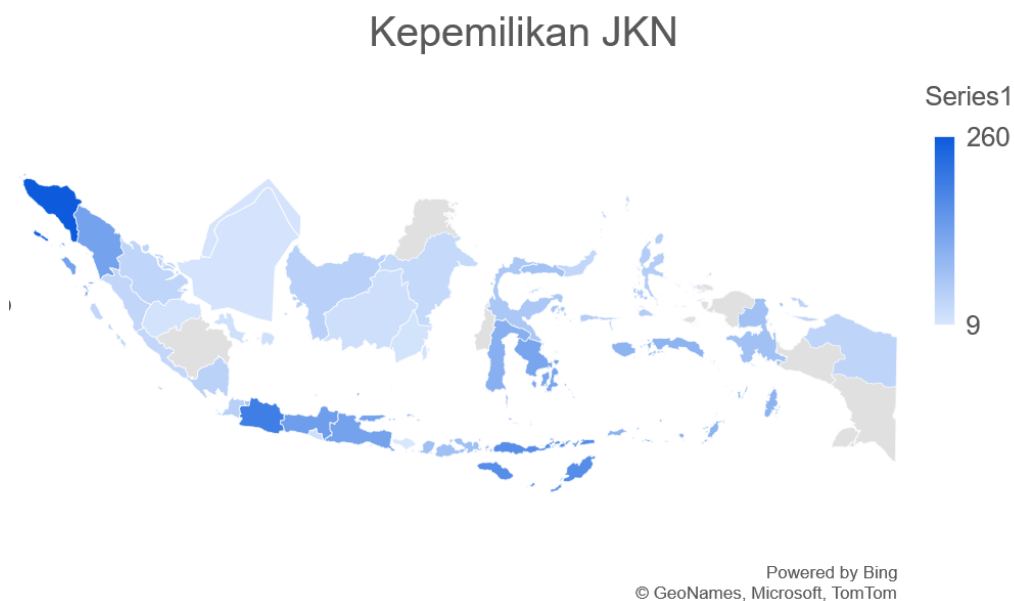 Kepemilikan JKN
Series1
260
9
Powered by Bing
© GeoNames, Microsoft, TomTom